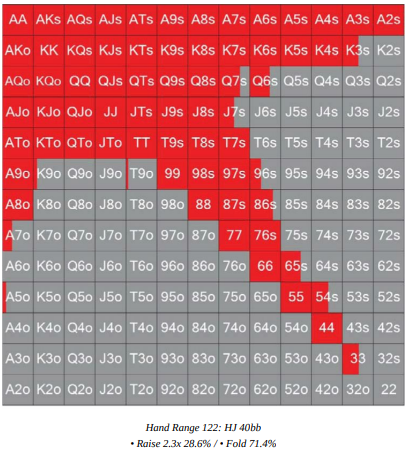 AA AKs AQs AJs ATs A9s A8s A7s A6s A5s A4s A3s A2s
AKo KK KQs KJs KTs K9s K8s K7s K6s K5s K4s K3s K2s
AQo KQo QQ QJs QTs Q9s Q8s Q7s Q6s Q5s Q4s Q3s Q2s
AJo KJo QJo JJ JTs J9s J8s J7s J6s J5s J4s J3s J2s
ATo KTo QTo JTo TT T9s T8s T7s T6s T5s T4s T3s T2s
A9o K9o Q9o J9o T9o 99 98s 97s 96s 95s 94s 93s 92s
A8o K8o Q8o J8o T8o 98o 88 87s 86s 85s 84s 83s 82s
A7o K7o Q7o J7o T7o 97o 87o 77 76s 75s 74s 73s 72s
A6o K6o Q6o J6o T6o 96o 86o 76o 66 65s 64s 63s 62s
A5o K5o Q5o J5o T5o 95o 85o 75o 65o 55 54s 53s 52s
A4o K4o Q4o J4o T4o 94o 84o 74o 64o 54o 44 43s 42s
A3o K3o Q3o J3o T3o 93o 83o 73o 63o 53o 43o 33 32s
A2o K2o Q2o J2o T2o 92o 82o 72o 62o 52o 42o 32o 22
Hand Range 122: HJ 40bb
• Raise 2.3x 28.6% / • Fold 71.4%